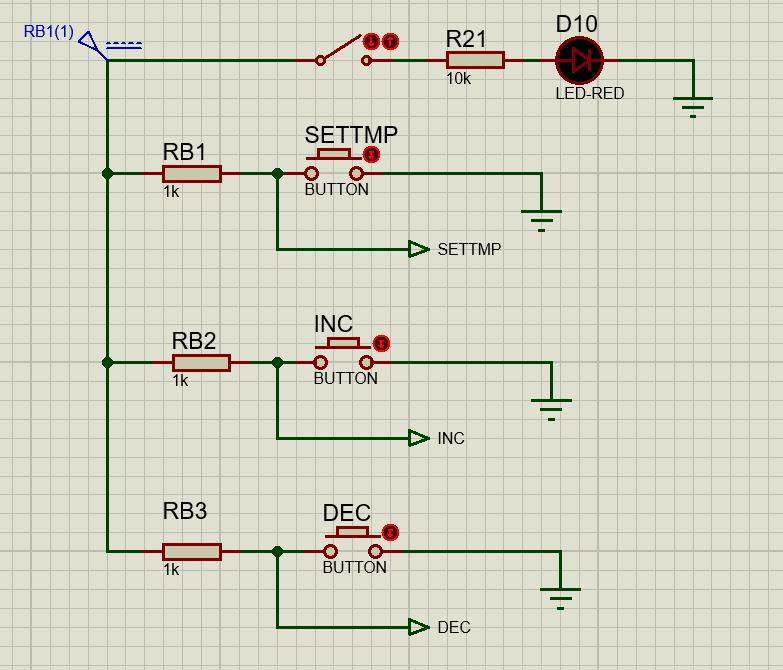 RB1(1)
D10
R21
10k
LED-RED
SETTMP
RB1
1k
BUTTON
SETTMP
INC
RB2
1k
BUTTON
INC
DEC
RB3
1k
BUTTON
DEC